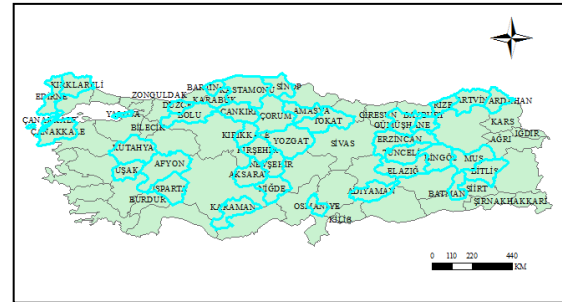 KIRKLARELİ
EDİRNE
ÇANAKKALE
ÇANAKKALE
YALOVA
BİLECİK
ZONGULDAK
DÜZCE
BOLU
BARTIN
KARABÜK
KASTAMONU
SİNOP
ÇANKIRI
ÇORUM
AMASYA
TOKAT
KIRIKKALE
YOZGAT
KIRŞEHİR
NEVŞEHİR
AKSARAY
NİĞDE
KARAMAN
KÜTAHYA
AFYON
UŞAK
ISPARTA
BURDUR
SİVAS
GİRESUN
GÜMÜŞHANE
BAYBURT
RİZE
ARTVİN
ARDAHAN
KARS
IĞDIR
AĞRI
ERZİNCAN
TUNCELİ
BİNGÖL
MUŞ
BİTLİS
ELAZIĞ
ADIYAMAN
BATMAN
SİİRT
ŞIRNAK
HAKKARİ
OSMANİYE
KİLİS
0 110 220 440
KM